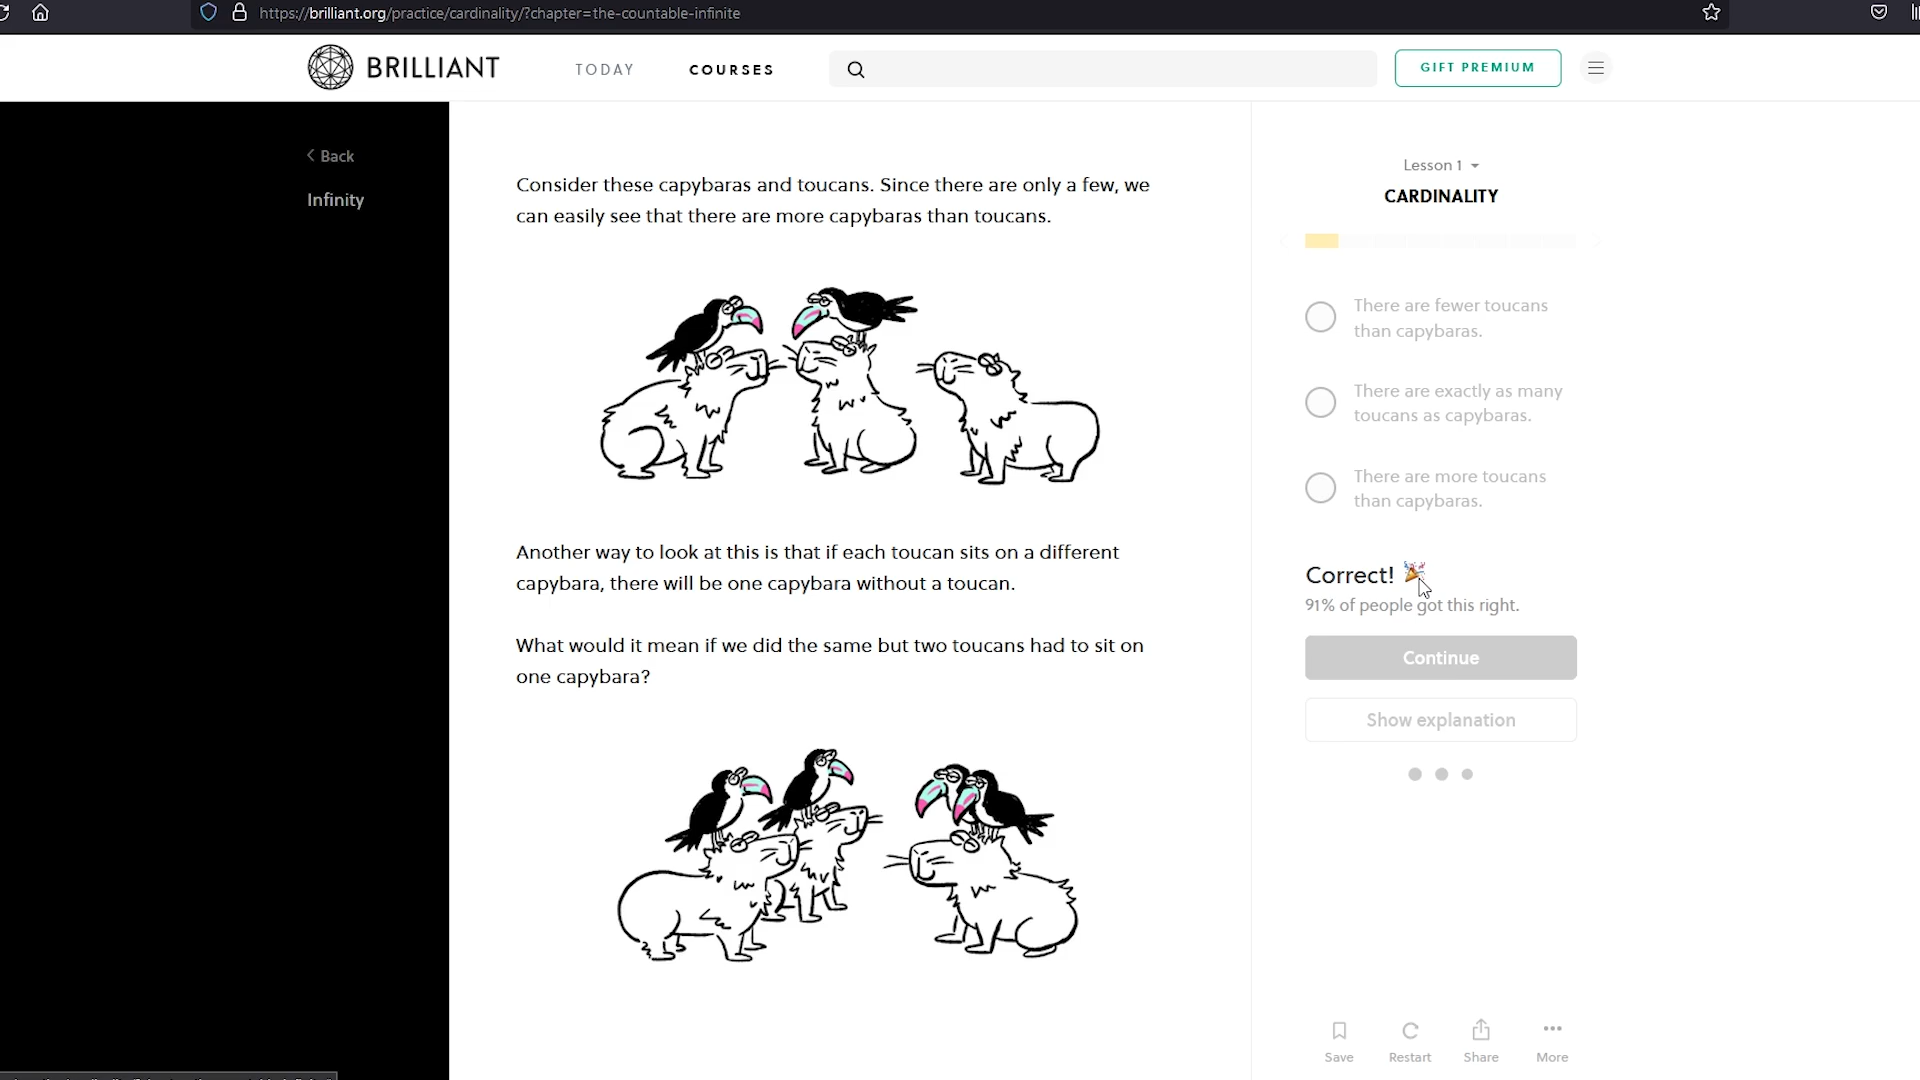 https://brilliant.org/practice/cardinality/?chapter=the-countable-infinite
BRILLIANT
TODAY
COURSES
GIFT PREMIUM
Back
Infinity
Consider these capybaras and toucans. Since there are only a few, we
can easily see that there are more capybaras than toucans.
Another way to look at this is that if each toucan sits on a different
capybara, there will be one capybara without a toucan.
What would it mean if we did the same but two toucans had to sit on
one capybara?
Lesson 1
CARDINALITY
There are fewer toucans
than capybaras.
There are exactly as many
toucans as capybaras.
There are more toucans
than capybaras.
Correct! 🎉
91% of people got this right.
Continue
Show explanation
Save
Restart
Share
More